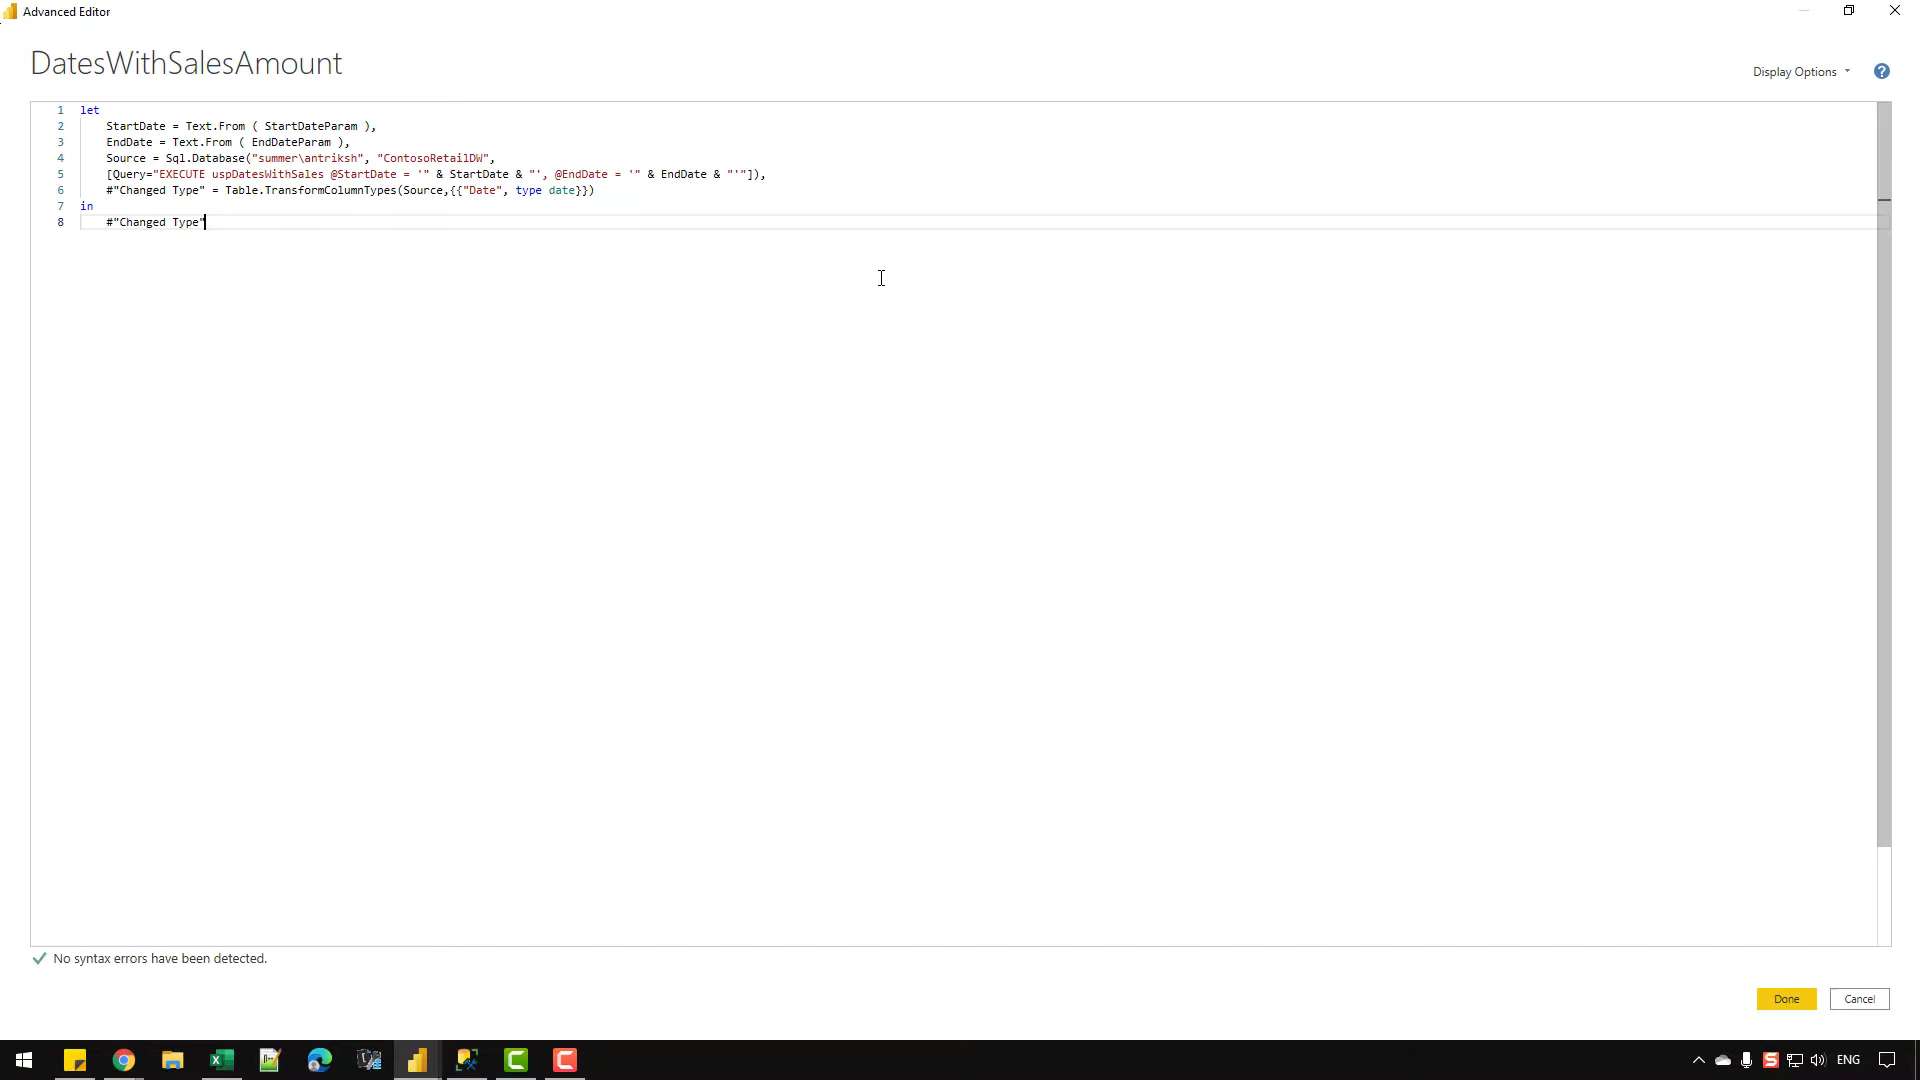 Advanced Editor
DatesWithSalesAmount
Display Options
?
1 let
2 StartDate = Text.From ( StartDateParam ),
3 EndDate = Text.From ( EndDateParam ),
4 Source = Sql.Database("summer\antriksh", "ContosoRetailDW",
5 [Query="EXECUTE uspDatesWithSales @StartDate = '" & StartDate & "', @EndDate = '" & EndDate & "'"]),
6 #"Changed Type" = Table.TransformColumnTypes(Source,{{"Date", type date}})
7 in
8 #"Changed Type"
No syntax errors have been detected.
Done Cancel
ENG